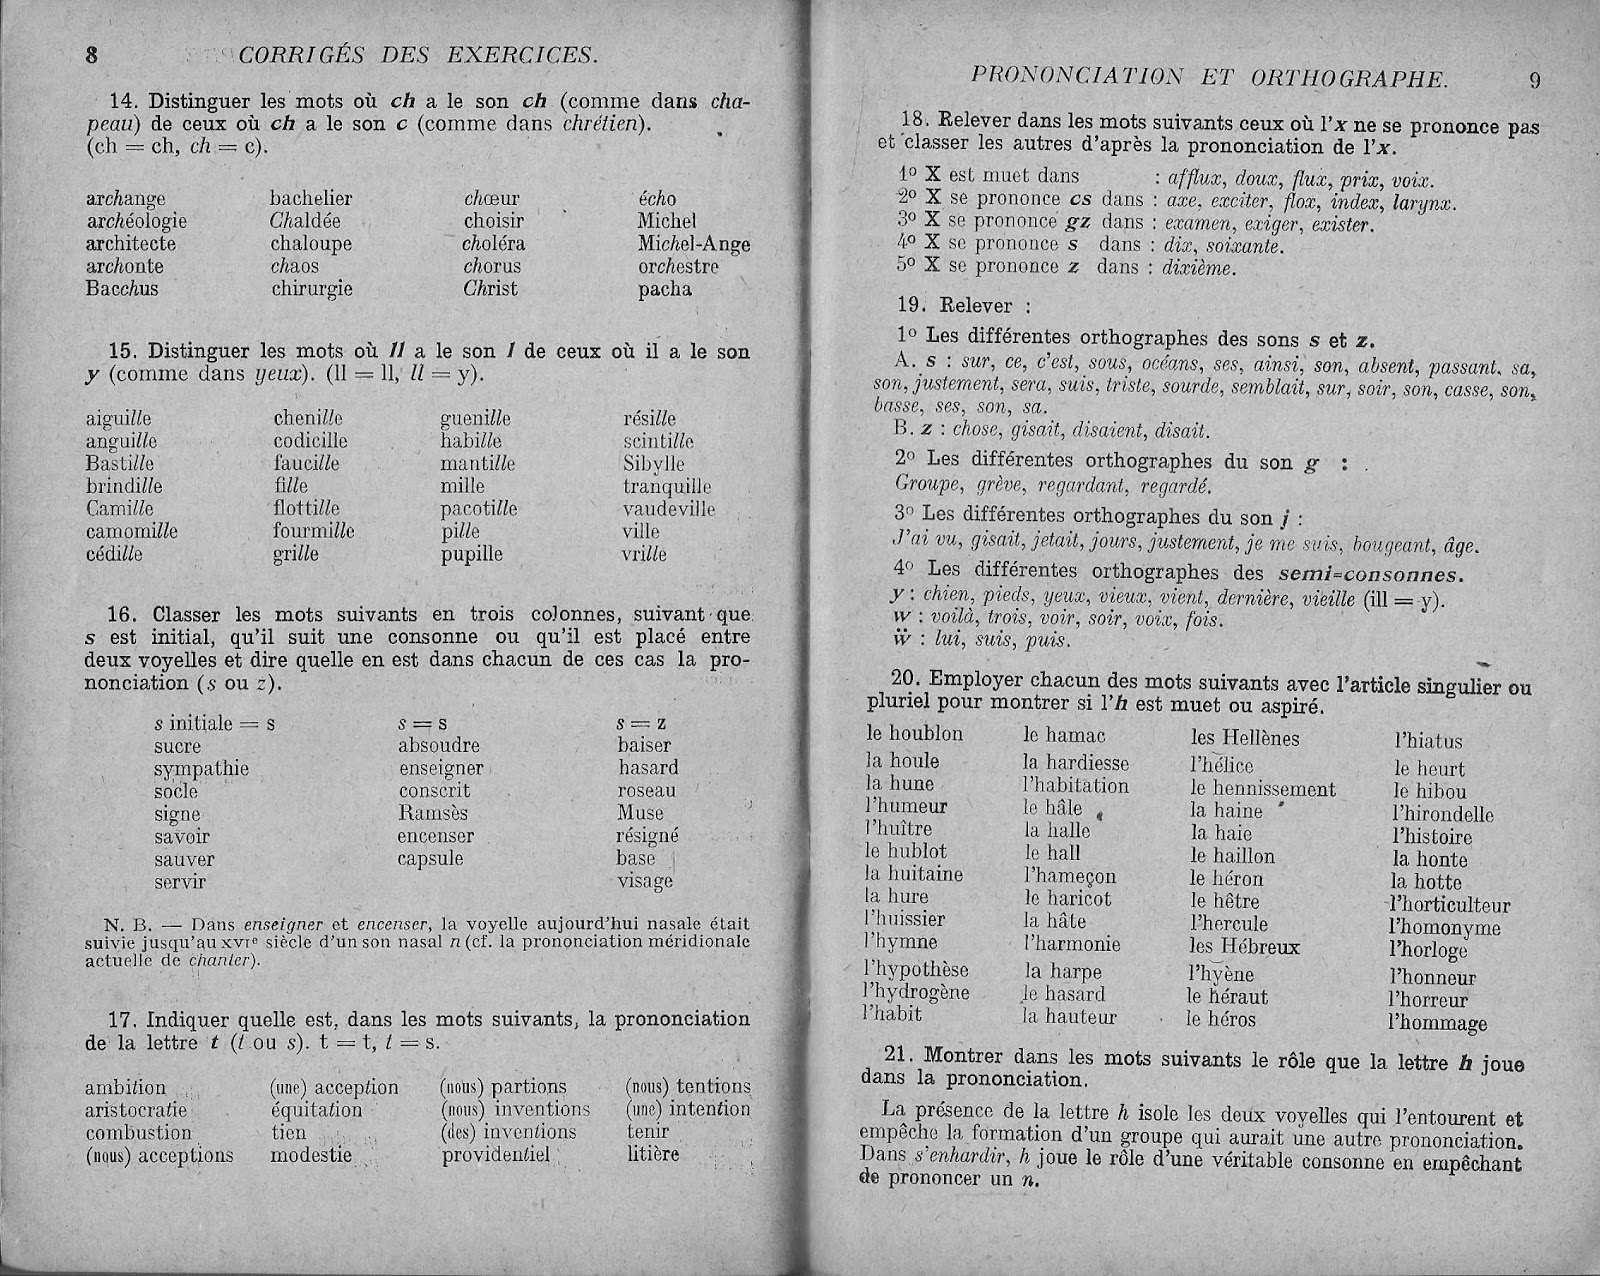 8 CORRIGÉS DES EXERCICES.
14. Distinguer les mots où ch a le son ch (comme dans cha-
peau) de ceux où ch a le son c (comme dans chrétien).
(ch = ch, ch = c).
archange bachelier chœur écho
archéologie Chaldée choisir Michel
architecte chaloupe choléra Michel-Ange
archonte chaos chorus orchestre
Bacchus chirurgie Christ pacha
15. Distinguer les mots où ll a le son l de ceux où il a le son
y (comme dans yeux). (ll = ll, ll = y).
aiguille chenille guenille résille
anguille codicille habille scintille
Bastille faucille mantille Sibylle
brindille fille mille tranquille
Camille flottille pacotille vaudeville
camomille fourmille pille ville
cédille grille pupille vrille
16. Classer les mots suivants en trois colonnes, suivant que
s est initial, qu'il suit une consonne ou qu'il est placé entre
deux voyelles et dire quelle en est dans chacun de ces cas la pro-
nonciation (s ou z).
s initiale = s s = s s = z
sucre absoudre baiser
sympathie enseigner hasard
socle conscrit roseau
signe Ramsès Muse
savoir encenser résigné
sauver capsule base
servir visage
N. B. — Dans enseigner et encenser, la voyelle aujourd'hui nasale était
suivie jusqu'au XVIe siècle d'un son nasal n (cf. la prononciation méridionale
actuelle de chanter).
17. Indiquer quelle est, dans les mots suivants, la prononciation
de la lettre t (t ou s). t = t, t = s.
ambition (une) acception (nous) partions (nous) tentions
aristocratie équitation (nous) inventions (une) intention
combustion tien (des) inventions tenir
(nous) acceptions modestie providentiel litière
PRONONCIATION ET ORTHOGRAPHE. 9
18. Relever dans les mots suivants ceux où l'x ne se prononce pas
et classer les autres d'après la prononciation de l'x.
1º X est muet dans : afflux, doux, flux, prix, voix.
2º X se prononce cs dans : axe, exciter, flox, index, larynx.
3º X se prononce gz dans : examen, exiger, exister.
4º X se prononce s dans : dix, soixante.
5º X se prononce z dans : dixième.
19. Relever :
1º Les différentes orthographes des sons s et z.
A. s : sur, ce, c'est, sous, océans, ses, ainsi, son, absent, passant, sa,
son, justement, sera, suis, triste, sourde, semblait, sur, soir, son, casse, son,
basse, ses, son, sa.
B. z : chose, gisait, disaient, disait.
2º Les différentes orthographes du son g :
Groupe, grève, regardant, regardé.
3º Les différentes orthographes du son j :
J'ai vu, gisait, jetait, jours, justement, je me suis, bougeant, âge.
4º Les différentes orthographes des semi=consonnes.
y : chien, pieds, yeux, vieux, vient, dernière, vieille (ill = y).
w : voilà, trois, voir, soir, voix, fois.
ẅ : lui, suis, puis.
20. Employer chacun des mots suivants avec l'article singulier ou
pluriel pour montrer si l'h est muet ou aspiré.
le houblon le hamac les Hellènes l'hiatus
la houle la hardiesse l'hélice le heurt
la hune l'habitation le hennissement le hibou
l'humeur le hâle la haine l'hirondelle
l'huître la halle la haie l'histoire
le hublot le hall le haillon la honte
la huitaine l'hameçon le héron la hotte
la hure le haricot le hêtre l'horticulteur
l'huissier la hâte l'hercule l'homonyme
l'hymne l'harmonie les Hébreux l'horloge
l'hypothèse la harpe l'hyène l'honneur
l'hydrogène le hasard le héraut l'horreur
l'habit la hauteur le héros l'hommage
21. Montrer dans les mots suivants le rôle que la lettre h joue
dans la prononciation.
La présence de la lettre h isole les deux voyelles qui l'entourent et
empêche la formation d'un groupe qui aurait une autre prononciation.
Dans s'enhardir, h joue le rôle d'une véritable consonne en empêchant
de prononcer un n.